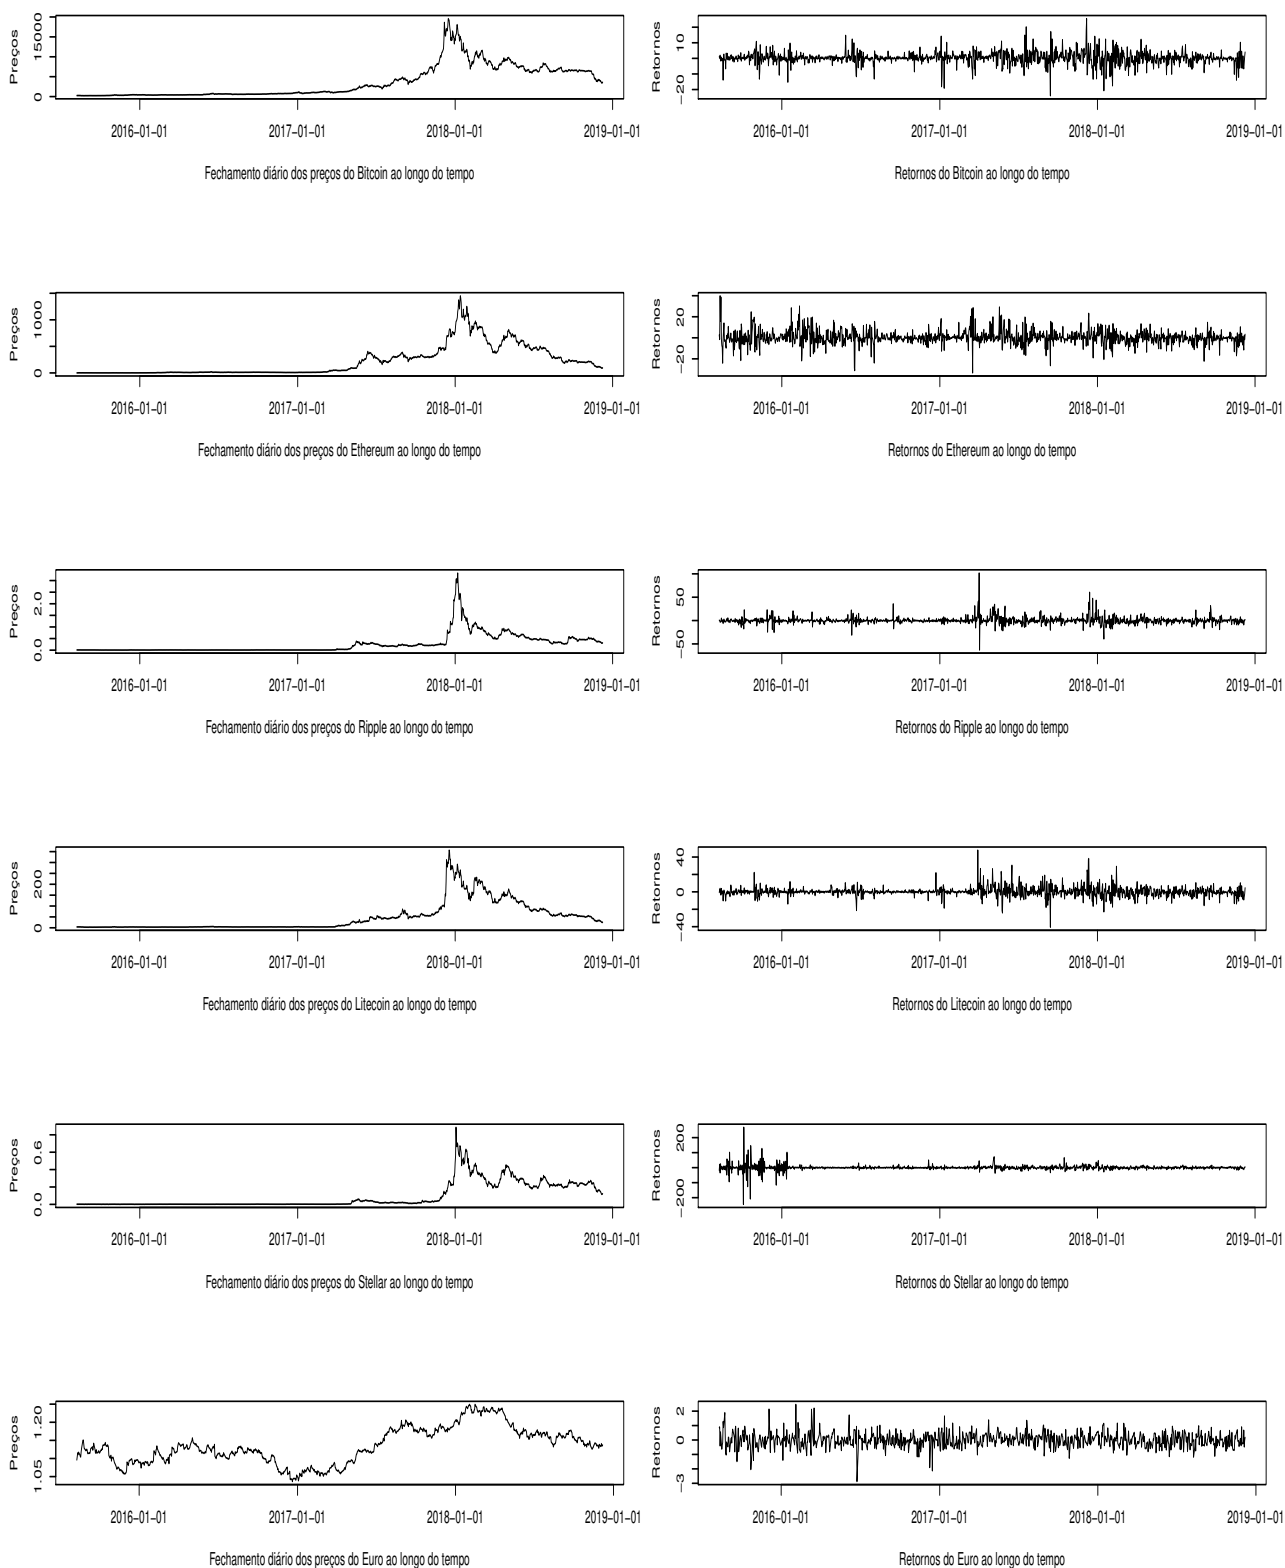 Preços
0 5000
2016−01−01 2017−01−01 2018−01−01 2019−01−01
Fechamento diário dos preços do Bitcoin ao longo do tempo
Retornos
−20 10
2016−01−01 2017−01−01 2018−01−01 2019−01−01
Retornos do Bitcoin ao longo do tempo
Preços
0 1000
2016−01−01 2017−01−01 2018−01−01 2019−01−01
Fechamento diário dos preços do Ethereum ao longo do tempo
Retornos
−20 20
2016−01−01 2017−01−01 2018−01−01 2019−01−01
Retornos do Ethereum ao longo do tempo
Preços
0.0 2.0
2016−01−01 2017−01−01 2018−01−01 2019−01−01
Fechamento diário dos preços do Ripple ao longo do tempo
Retornos
−50 50
2016−01−01 2017−01−01 2018−01−01 2019−01−01
Retornos do Ripple ao longo do tempo
Preços
0 200
2016−01−01 2017−01−01 2018−01−01 2019−01−01
Fechamento diário dos preços do Litecoin ao longo do tempo
Retornos
−40 0 40
2016−01−01 2017−01−01 2018−01−01 2019−01−01
Retornos do Litecoin ao longo do tempo
Preços
0.0 0.6
2016−01−01 2017−01−01 2018−01−01 2019−01−01
Fechamento diário dos preços do Stellar ao longo do tempo
Retornos
−200 200
2016−01−01 2017−01−01 2018−01−01 2019−01−01
Retornos do Stellar ao longo do tempo
Preços
1.05 1.20
2016−01−01 2017−01−01 2018−01−01 2019−01−01
Fechamento diário dos preços do Euro ao longo do tempo
Retornos
−3 0 2
2016−01−01 2017−01−01 2018−01−01 2019−01−01
Retornos do Euro ao longo do tempo